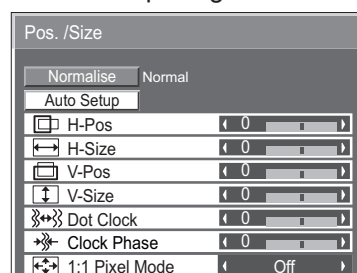 Pos. /Size
Normalise Normal
Auto Setup
H-Pos 0
H-Size 0
V-Pos 0
V-Size 0
Dot Clock 0
Clock Phase 0
1:1 Pixel Mode Off